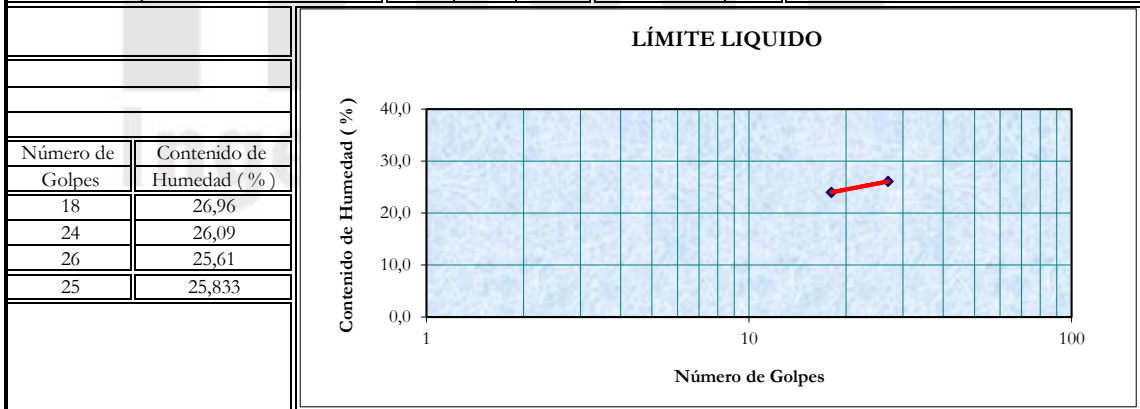 Número de Contenido de
Golpes Humedad ( % )
18 26,96
24 26,09
26 25,61
25 25,833
LÍMITE LIQUIDO
Contenido de Humedad ( % )
40,0
30,0
20,0
10,0
0,0
1 10 100
Número de Golpes